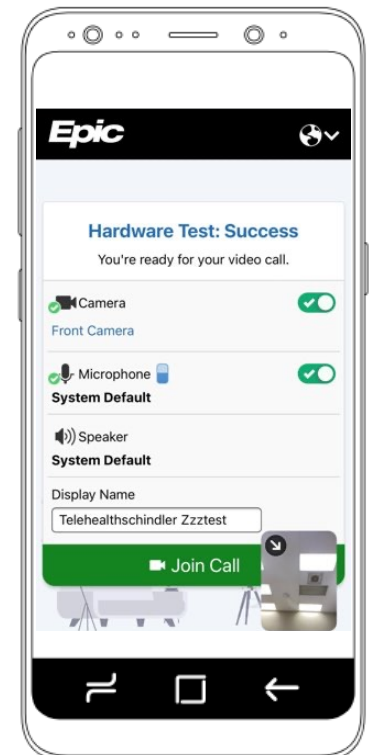 Epic
Hardware Test: Success
You're ready for your video call.
Camera
Front Camera
Microphone
System Default
Speaker
System Default
Display Name
Telehealthschindler Zzztest
Join Call